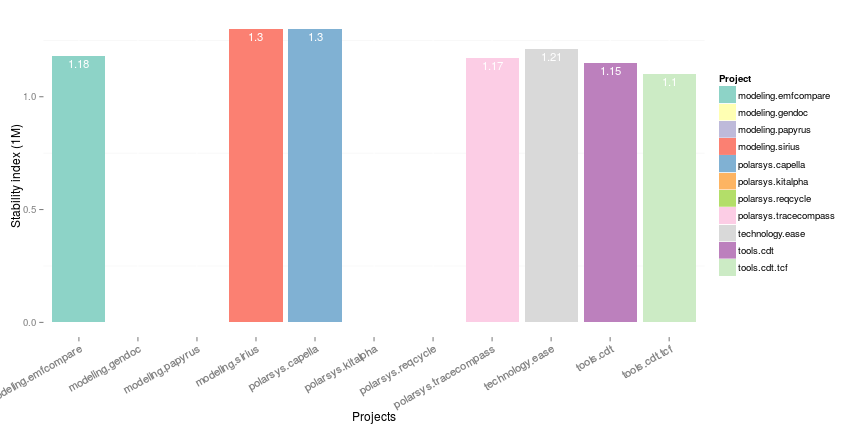 1.3
1.3
1.18
1.21
1.17
1.15
1.1
1.0
0.5
0.0
Stability index (1M)
deling.emfcompare
modeling.gendoc
modeling.papyrus
modeling.sirius
polarsys.capella
polarsys.kitalpha
polarsys.reqcycle
polarsys.tracecompass
technology.ease
tools.cdt
tools.cdt.tcf
Projects
Project
modeling.emfcompare
modeling.gendoc
modeling.papyrus
modeling.sirius
polarsys.capella
polarsys.kitalpha
polarsys.reqcycle
polarsys.tracecompass
technology.ease
tools.cdt
tools.cdt.tcf